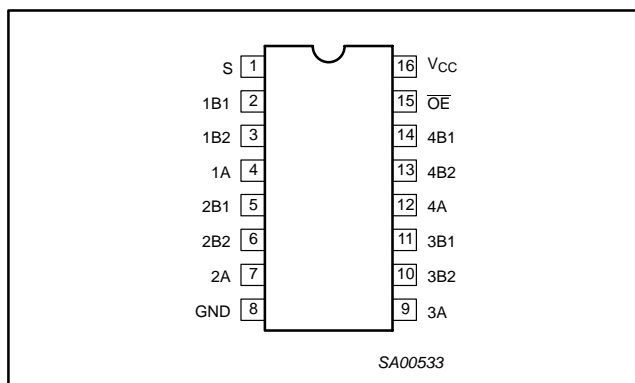 S 1 16 VCC
1B1 2 15 OE
1B2 3 14 4B1
1A 4 13 4B2
2B1 5 12 4A
2B2 6 11 3B1
2A 7 10 3B2
GND 8 9 3A
SA00533